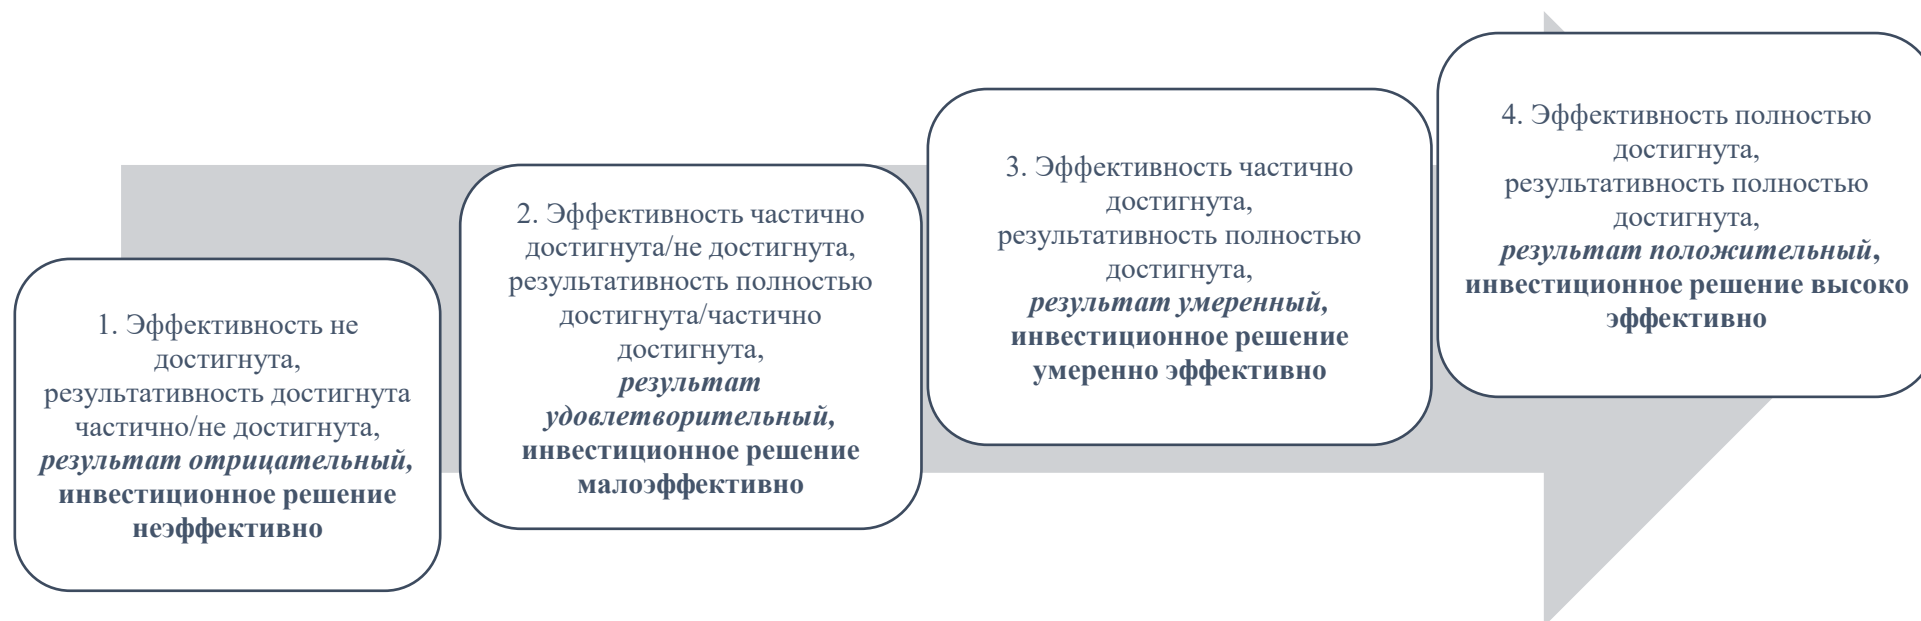 1. Эффективность не
достигнута,
результативность достигнута
частично/не достигнута,
результат отрицательный,
инвестиционное решение
неэффективно
2. Эффективность частично
достигнута/не достигнута,
результативность полностью
достигнута/частично
достигнута,
результат
удовлетворительный,
инвестиционное решение
малоэффективно
3. Эффективность частично
достигнута,
результативность полностью
достигнута,
результат умеренный,
инвестиционное решение
умеренно эффективно
4. Эффективность полностью
достигнута,
результативность полностью
достигнута,
результат положительный,
инвестиционное решение высоко
эффективно